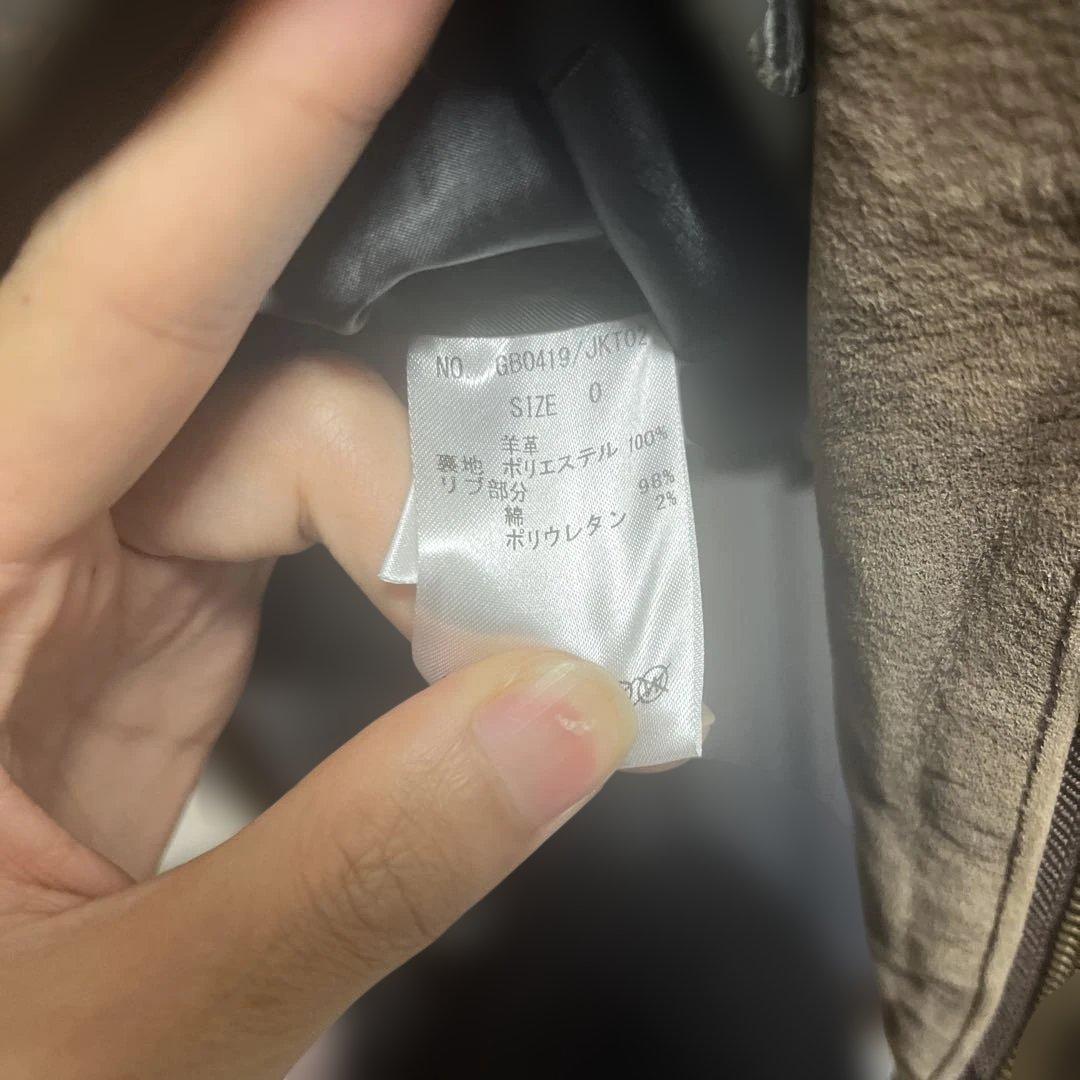 NO GB0419/JKT02
SIZE 0
羊革
裏地 ポリエステル 100%
リブ部分
綿 98%
ポリウレタン 2%